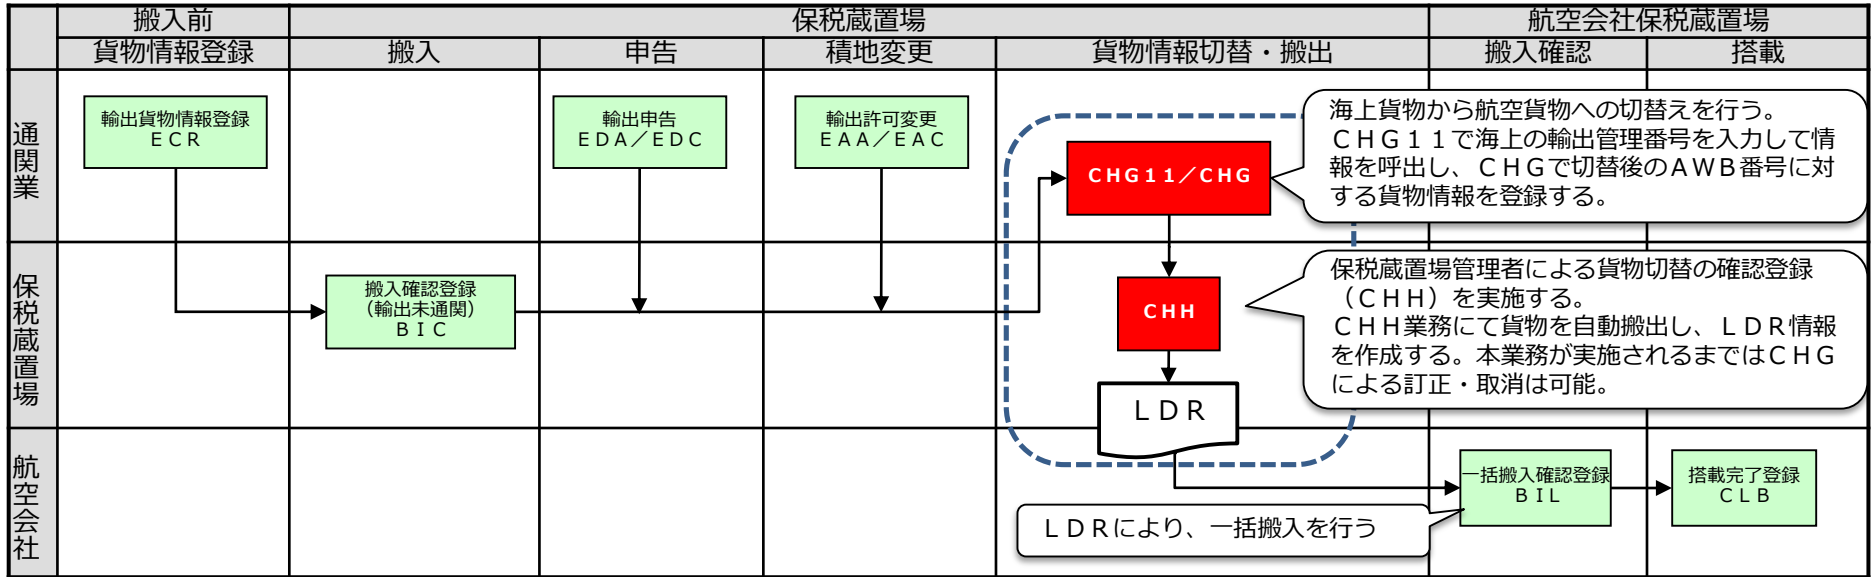 搬入前
保税蔵置場
航空会社保税蔵置場
貨物情報登録
搬入
申告
積地変更
貨物情報切替・搬出
搬入確認
搭載
通関業
輸出貨物情報登録
ＥＣＲ
輸出申告
ＥＤＡ／ＥＤＣ
輸出許可変更
ＥＡＡ／ＥＡＣ
ＣＨＧ１１／ＣＨＧ
海上貨物から航空貨物への切替えを行う。
ＣＨＧ１１で海上の輸出管理番号を入力して情
報を呼出し、ＣＨＧで切替後のＡＷＢ番号に対
する貨物情報を登録する。
保税蔵置場
搬入確認登録
（輸出未通関）
ＢＩＣ
ＣＨＨ
保税蔵置場管理者による貨物切替の確認登録
（ＣＨＨ）を実施する。
ＣＨＨ業務にて貨物を自動搬出し、ＬＤＲ情報
を作成する。本業務が実施されるまではＣＨＧ
による訂正・取消は可能。
ＬＤＲ
航空会社
一括搬入確認登録
ＢＩＬ
搭載完了登録
ＣＬＢ
ＬＤＲにより、一括搬入を行う